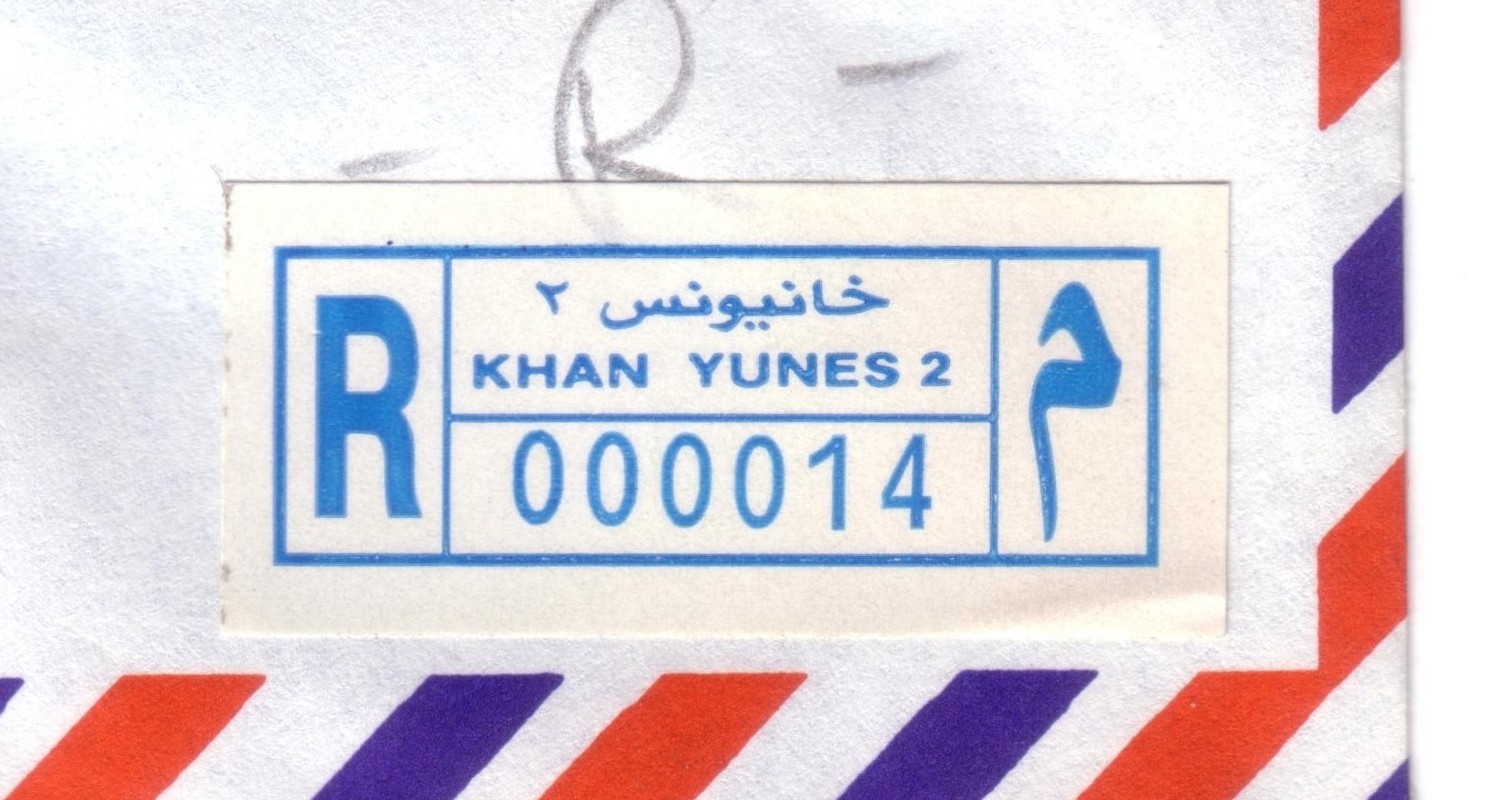 - R -
R
خانيونس ٢
KHAN YUNES 2
000014
م